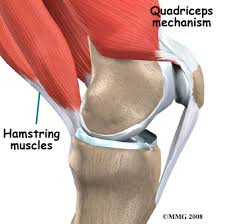 Quadriceps
mechanism
Hamstring
muscles
©MMG 2008